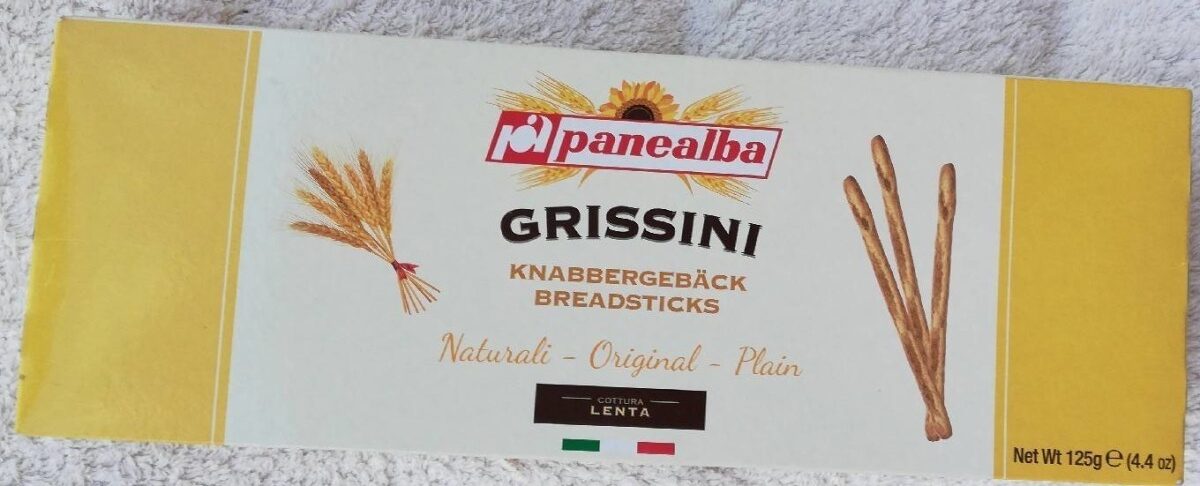 panealba
GRISSINI
KNABBERGEBÄCK
BREADSTICKS
Naturali - Original - Plain
COTTURA
LENTA
Net Wt 125g ℮ (4.4 oz)